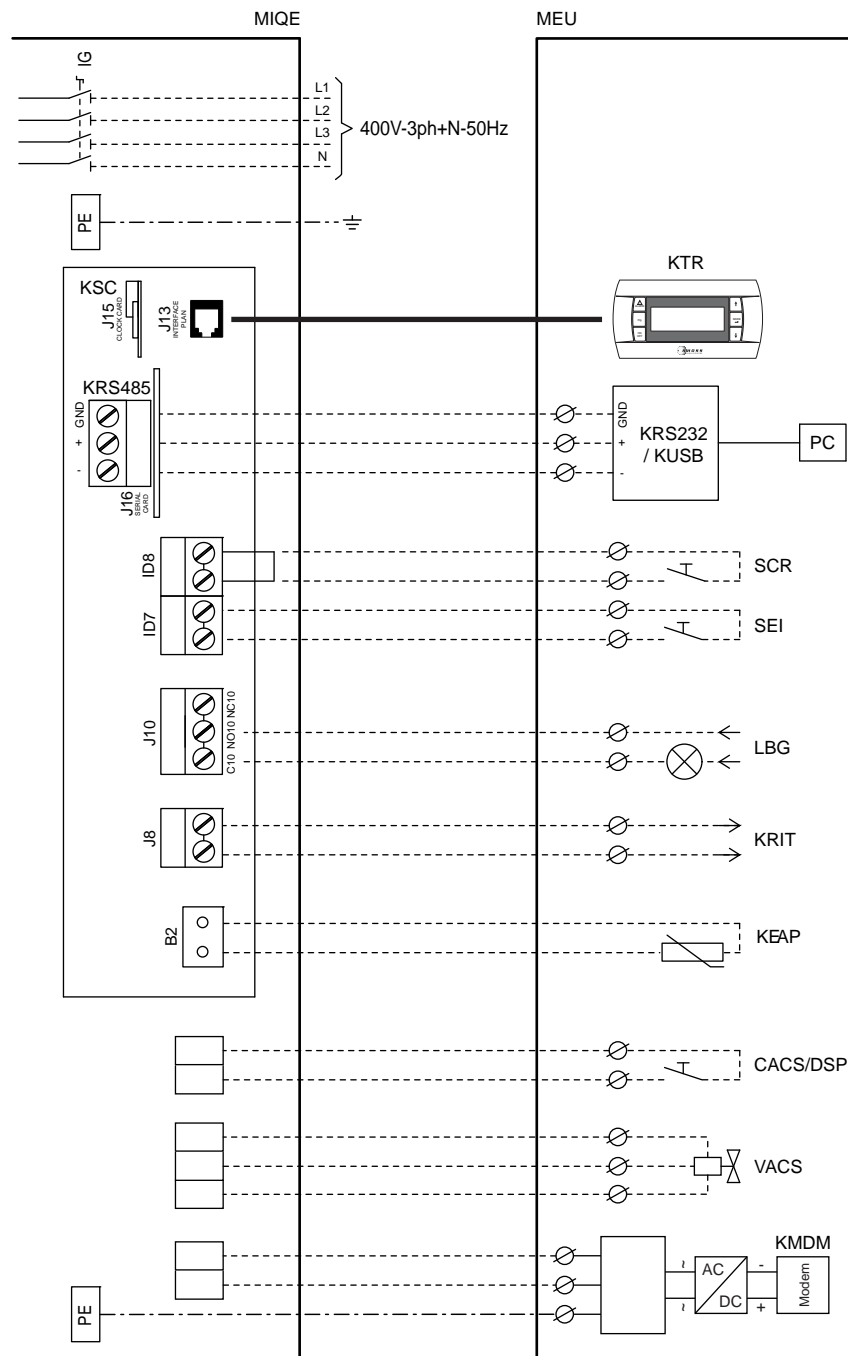 MIQE
MEU
IG
L1
L2
L3
N
400V-3ph+N-50Hz
PE
KSC
J15
CLOCK CARD
J13
INTERFACE
PLAN
KTR
RHOSS
KRS485
GND
+
-
J16
SERIAL
CARD
GND
+
-
KRS232
/ KUSB
PC
ID8
SCR
ID7
SEI
J10
C10 NO10 NC10
LBG
J8
KRIT
B2
KEAP
CACS/DSP
VACS
KMDM
~
~
AC
DC
-
+
Modem
PE